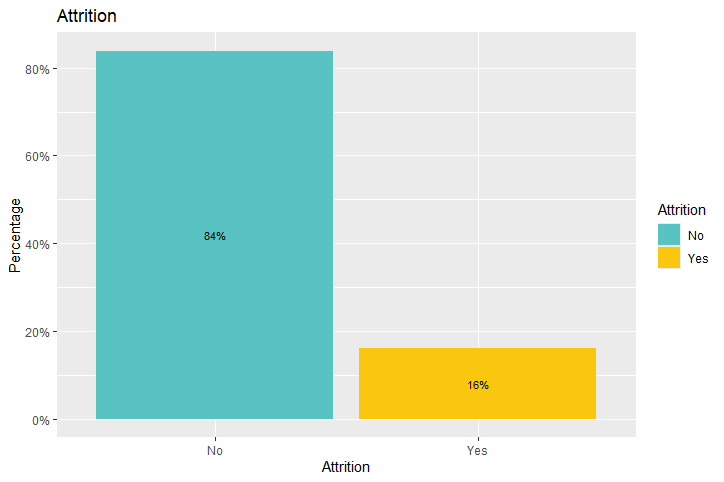 Attrition
80%
60%
40%
20%
0%
Percentage
84%
16%
No
Yes
Attrition
Attrition
No
Yes